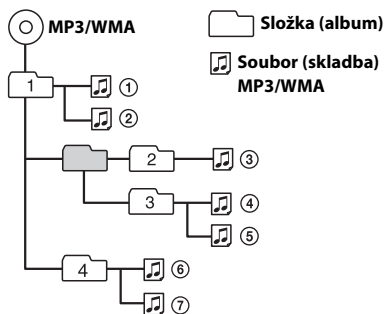 MP3/WMA
Složka (album)
Soubor (skladba)
MP3/WMA
1
①
②
2
③
3
④
⑤
4
⑥
⑦